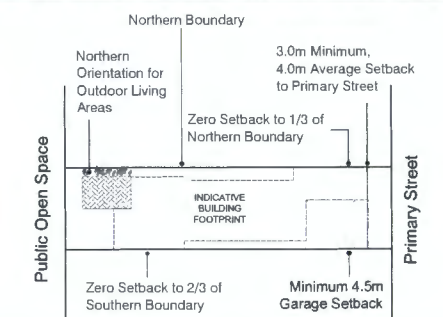 Northern Boundary
Northern
Orientation for
Outdoor Living
Areas
3.0m Minimum,
4.0m Average Setback
to Primary Street
Zero Setback to 1/3 of
Northern Boundary
Public Open Space
INDICATIVE
BUILDING
FOOTPRINT
Primary Street
Zero Setback to 2/3 of
Southern Boundary
Minimum 4.5m
Garage Setback